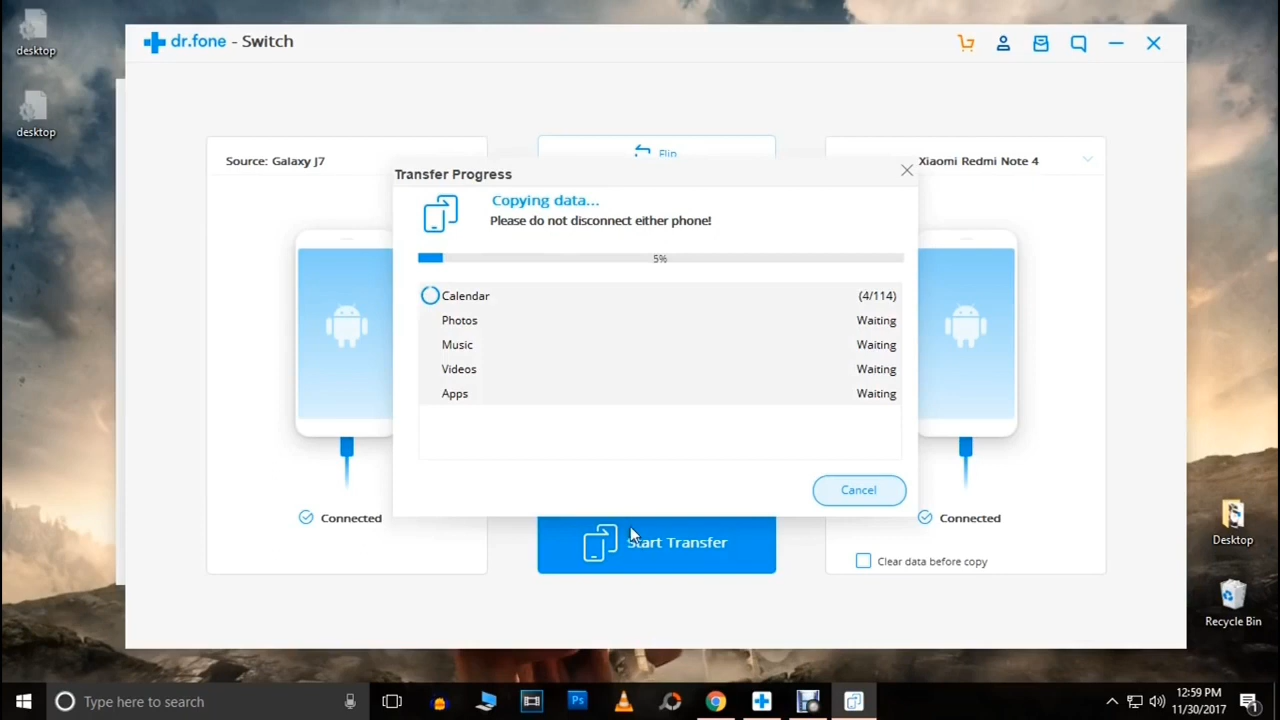 desktop
desktop
dr.fone - Switch
Source: Galaxy J7
Flip
Xiaomi Redmi Note 4
Transfer Progress
Copying data...
Please do not disconnect either phone!
5%
Calendar (4/114)
Photos Waiting
Music Waiting
Videos Waiting
Apps Waiting
Cancel
Connected
Connected
Start Transfer
Clear data before copy
Desktop
Recycle Bin
Type here to search
Ps
12:59 PM
11/30/2017
1